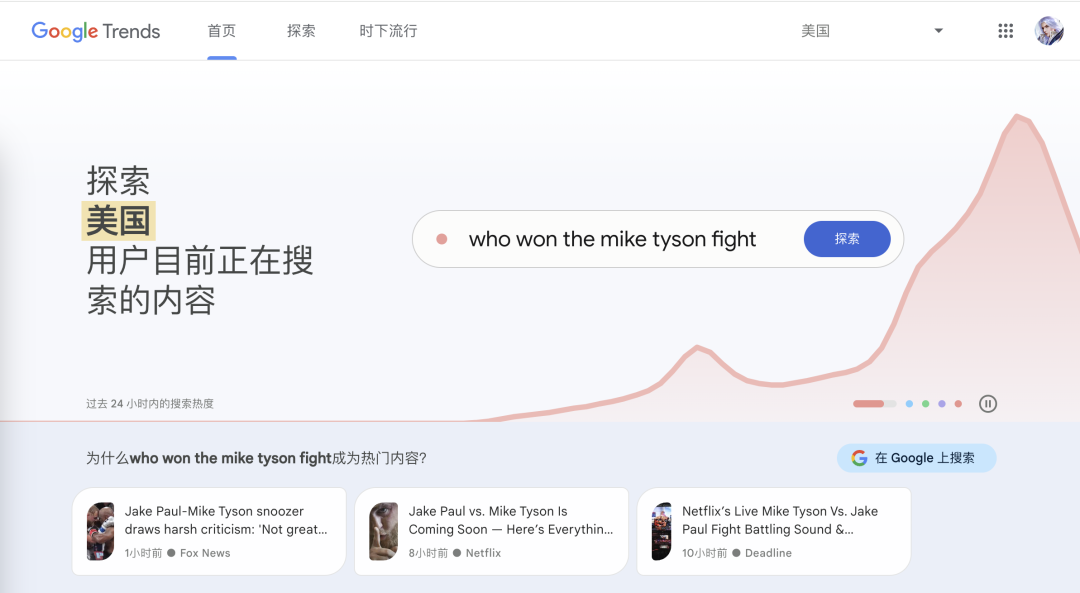 Google Trends
首页
探索
时下流行
美国
探索
美国
用户目前正在搜
索的内容
who won the mike tyson fight
探索
过去 24 小时内的搜索热度
为什么who won the mike tyson fight成为热门内容?
在 Google 上搜索
Jake Paul-Mike Tyson snoozer
draws harsh criticism: 'Not great...
1小时前 ● Fox News
Jake Paul vs. Mike Tyson Is
Coming Soon — Here’s Everythin...
8小时前 ● Netflix
Netflix’s Live Mike Tyson Vs. Jake
Paul Fight Battling Sound &...
10小时前 ● Deadline